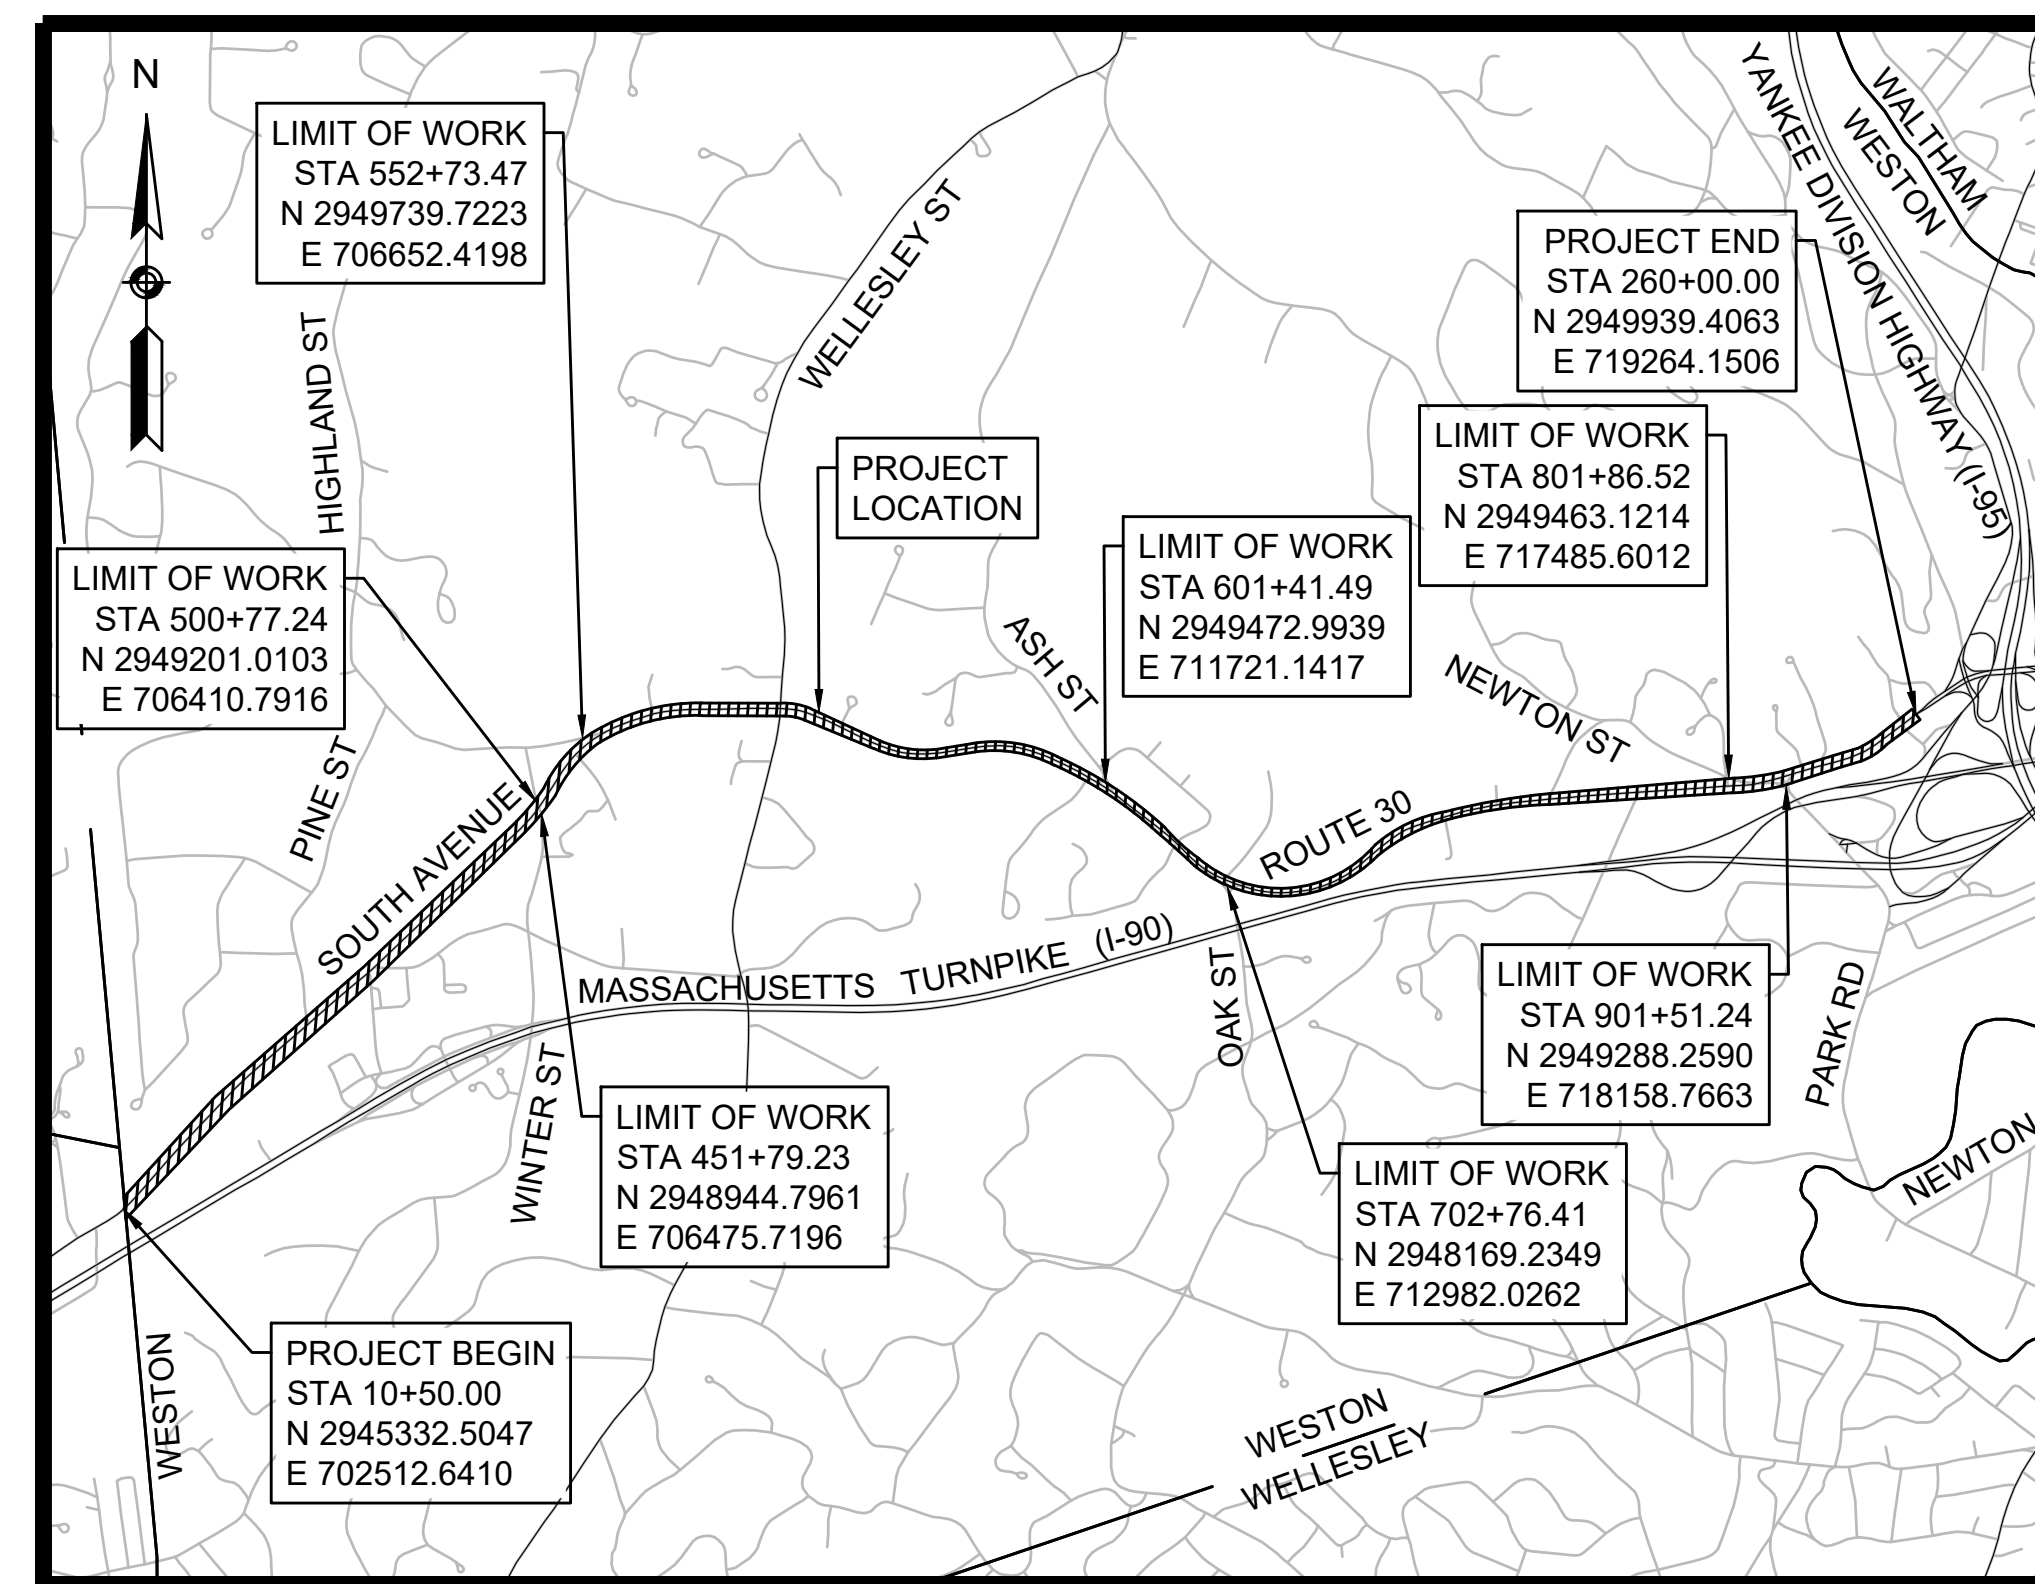 N
LIMIT OF WORK
STA 552+73.47
N 2949739.7223
E 706652.4198
WELLESLEY ST
YANKEE DIVISION HIGHWAY (I-95)
WALTHAM
WESTON
PROJECT END
STA 260+00.00
N 2949939.4063
E 719264.1506
HIGHLAND ST
PROJECT
LOCATION
LIMIT OF WORK
STA 801+86.52
N 2949463.1214
E 717485.6012
LIMIT OF WORK
STA 601+41.49
N 2949472.9939
E 711721.1417
LIMIT OF WORK
STA 500+77.24
N 2949201.0103
E 706410.7916
ASH ST
NEWTON ST
PINE ST
SOUTH AVENUE
ROUTE 30
MASSACHUSETTS TURNPIKE (I-90)
OAK ST
LIMIT OF WORK
STA 901+51.24
N 2949288.2590
E 718158.7663
PARK RD
WINTER ST
LIMIT OF WORK
STA 451+79.23
N 2948944.7961
E 706475.7196
LIMIT OF WORK
STA 702+76.41
N 2948169.2349
E 712982.0262
NEWTON
WESTON
PROJECT BEGIN
STA 10+50.00
N 2945332.5047
E 702512.6410
WESTON
WELLESLEY